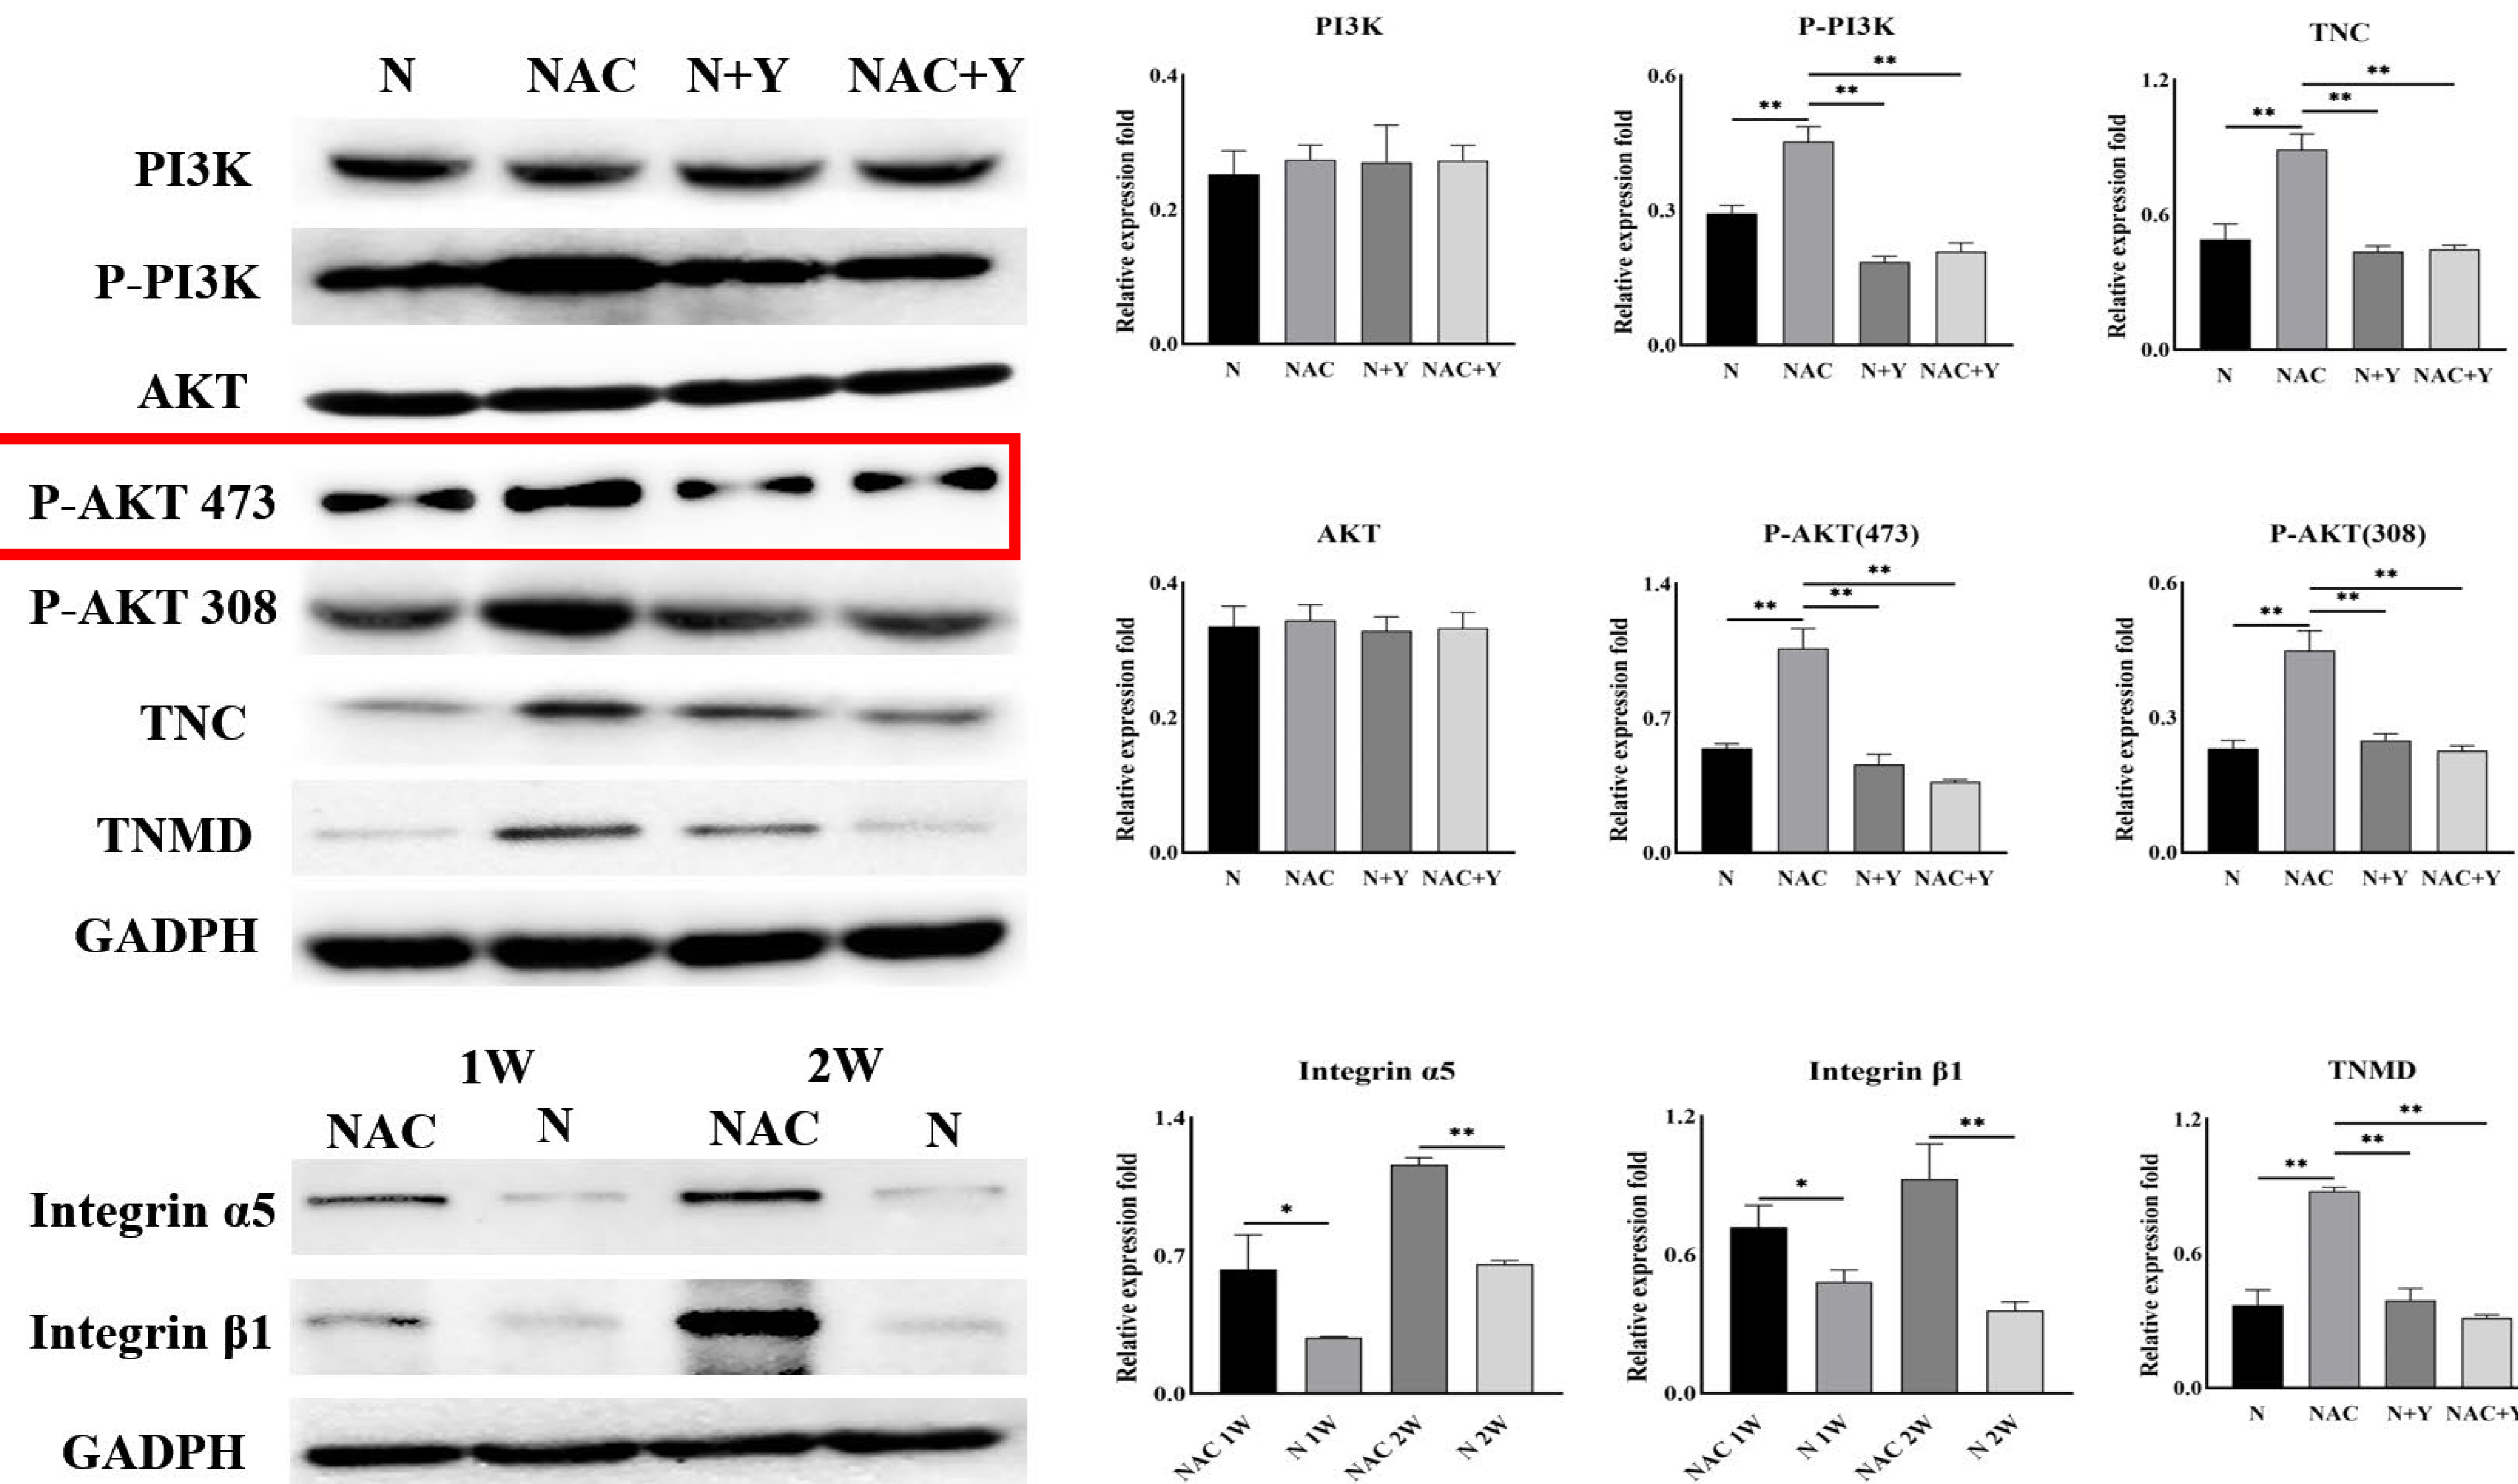 N NAC N+Y NAC+Y
PI3K
P-PI3K
AKT
P-AKT 473
P-AKT 308
TNC
TNMD
GADPH
1W 2W
NAC N NAC N
Integrin α5
Integrin β1
GADPH
PI3K
Relative expression fold
0.4
0.2
0.0
N NAC N+Y NAC+Y
P-PI3K
Relative expression fold
0.6
0.3
0.0
** ** **
N NAC N+Y NAC+Y
TNC
Relative expression fold
1.2
0.6
0.0
** ** **
N NAC N+Y NAC+Y
AKT
Relative expression fold
0.4
0.2
0.0
N NAC N+Y NAC+Y
P-AKT(473)
Relative expression fold
1.4
0.7
0.0
** ** **
N NAC N+Y NAC+Y
P-AKT(308)
Relative expression fold
0.6
0.3
0.0
** ** **
N NAC N+Y NAC+Y
Integrin α5
Relative expression fold
1.4
0.7
0.0
* **
NAC 1W N 1W NAC 2W N 2W
Integrin β1
Relative expression fold
1.2
0.6
0.0
* **
NAC 1W N 1W NAC 2W N 2W
TNMD
Relative expression fold
1.2
0.6
0.0
** ** **
N NAC N+Y NAC+Y